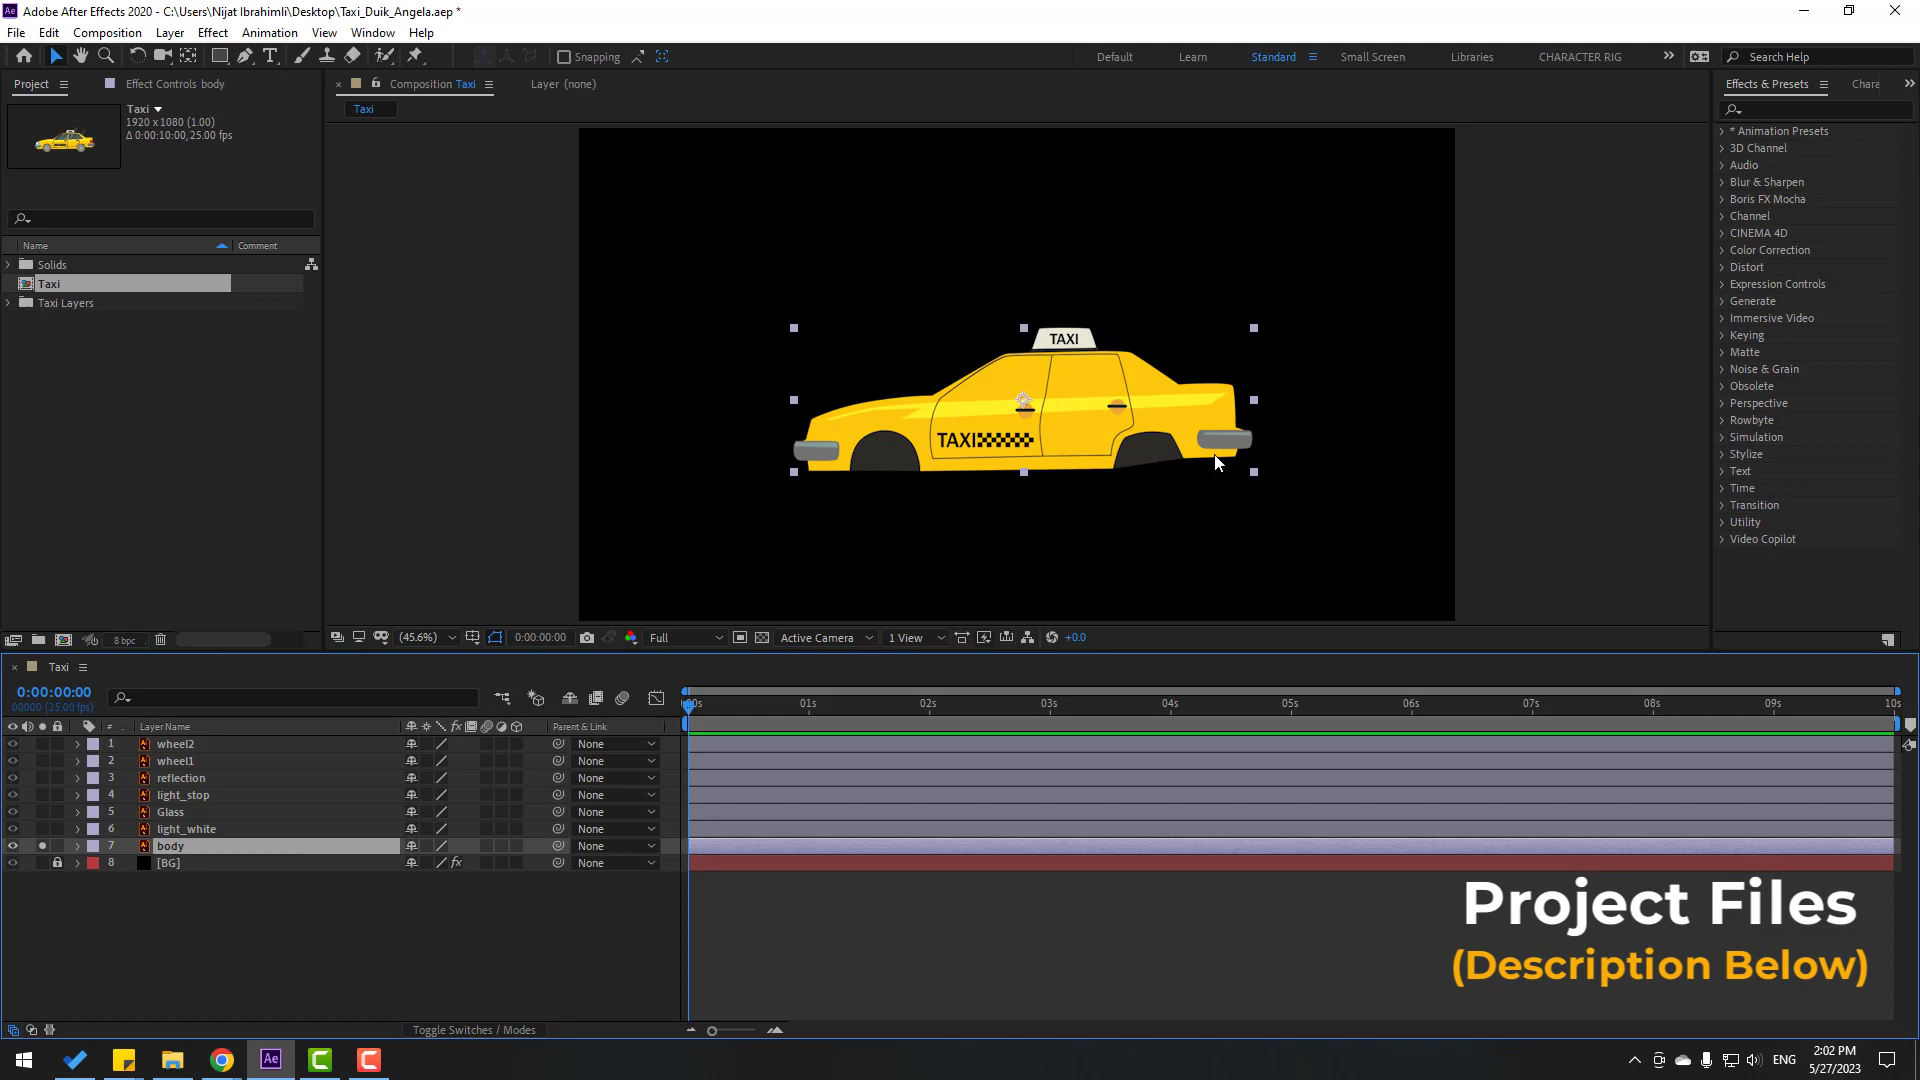 Adobe After Effects 2020 - C:\Users\Nijat Ibrahimli\Desktop\Taxi_Duik_Angela.aep *
File Edit Composition Layer Effect Animation View Window Help
Snapping
Default Learn Standard Small Screen Libraries CHARACTER RIG
Search Help
Project
Effect Controls body
Composition Taxi
Layer (none)
Taxi
Taxi
1920 x 1080 (1.00)
Δ 0:00:10:00, 25.00 fps
Name Comment
Solids
Taxi
Taxi Layers
8 bpc
TAXI
TAXI
(45.6%) 0:00:00:00 Full Active Camera 1 View +0.0
Effects & Presets Chara
* Animation Presets
3D Channel
Audio
Blur & Sharpen
Boris FX Mocha
Channel
CINEMA 4D
Color Correction
Distort
Expression Controls
Generate
Immersive Video
Keying
Matte
Noise & Grain
Obsolete
Perspective
Rowbyte
Simulation
Stylize
Text
Time
Transition
Utility
Video Copilot
Taxi
0:00:00:00
00000 (25.00 fps)
# Layer Name fx Parent & Link
00s 01s 02s 03s 04s 05s 06s 07s 08s 09s 10s
1 wheel2 None
2 wheel1 None
3 reflection None
4 light_stop None
5 Glass None
6 light_white None
7 body None
8 [BG] fx None
Project Files
(Description Below)
Toggle Switches / Modes
Ae
ENG
2:02 PM
5/27/2023